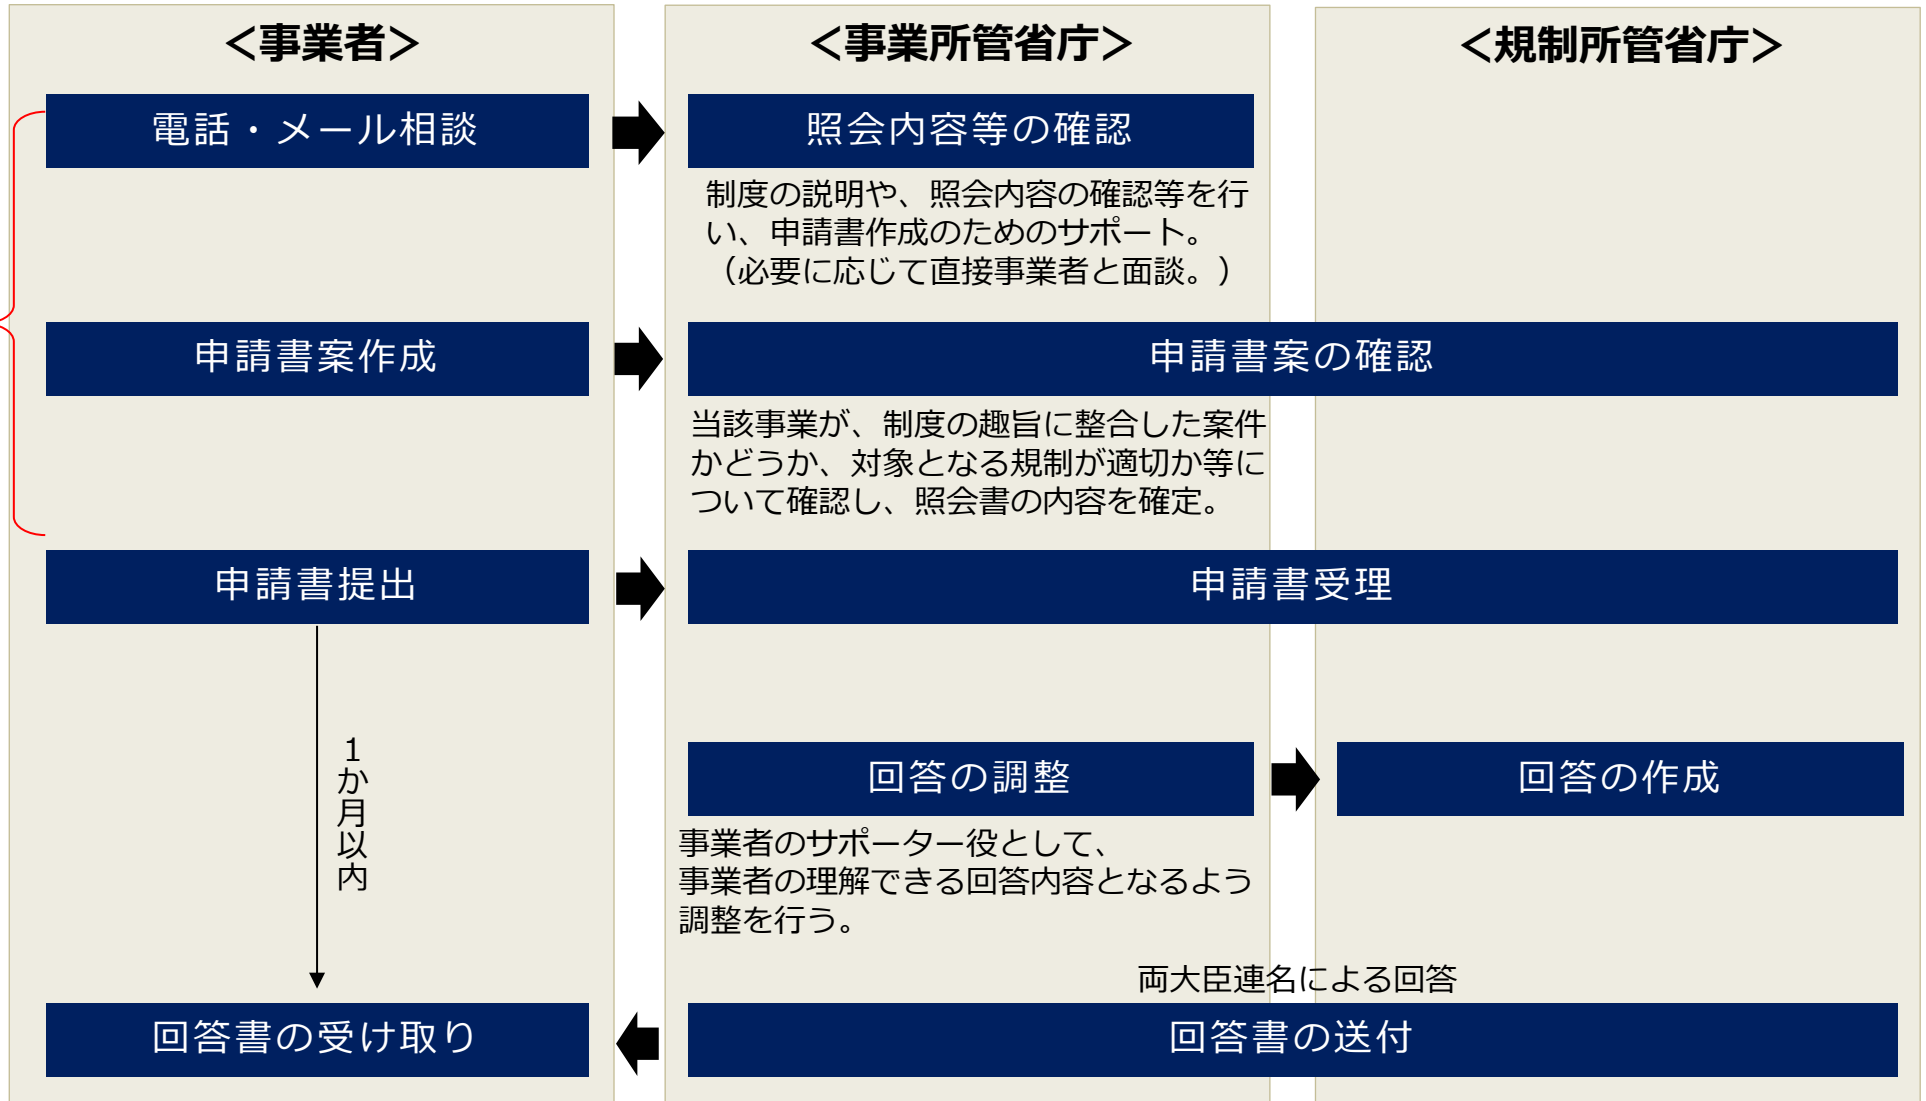 ＜事業者＞
＜事業所管省庁＞
＜規制所管省庁＞
電話・メール相談
照会内容等の確認
制度の説明や、照会内容の確認等を行
い、申請書作成のためのサポート。
（必要に応じて直接事業者と面談。）
申請書案作成
申請書案の確認
当該事業が、制度の趣旨に整合した案件
かどうか、対象となる規制が適切か等に
ついて確認し、照会書の内容を確定。
申請書提出
申請書受理
１か月以内
回答の調整
回答の作成
事業者のサポーター役として、
事業者の理解できる回答内容となるよう
調整を行う。
両大臣連名による回答
回答書の受け取り
回答書の送付